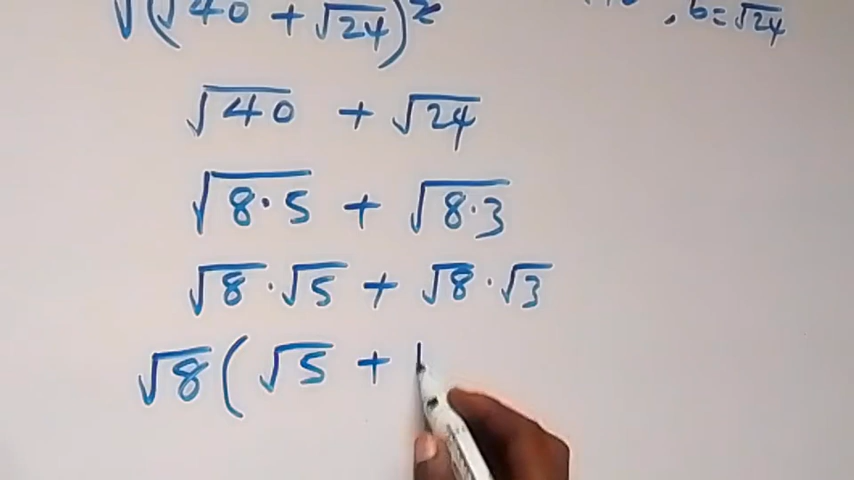 √(√40 + √24)²
, b=√24
√40 + √24
√8·5 + √8·3
√8·√5 + √8·√3
√8(√5 +